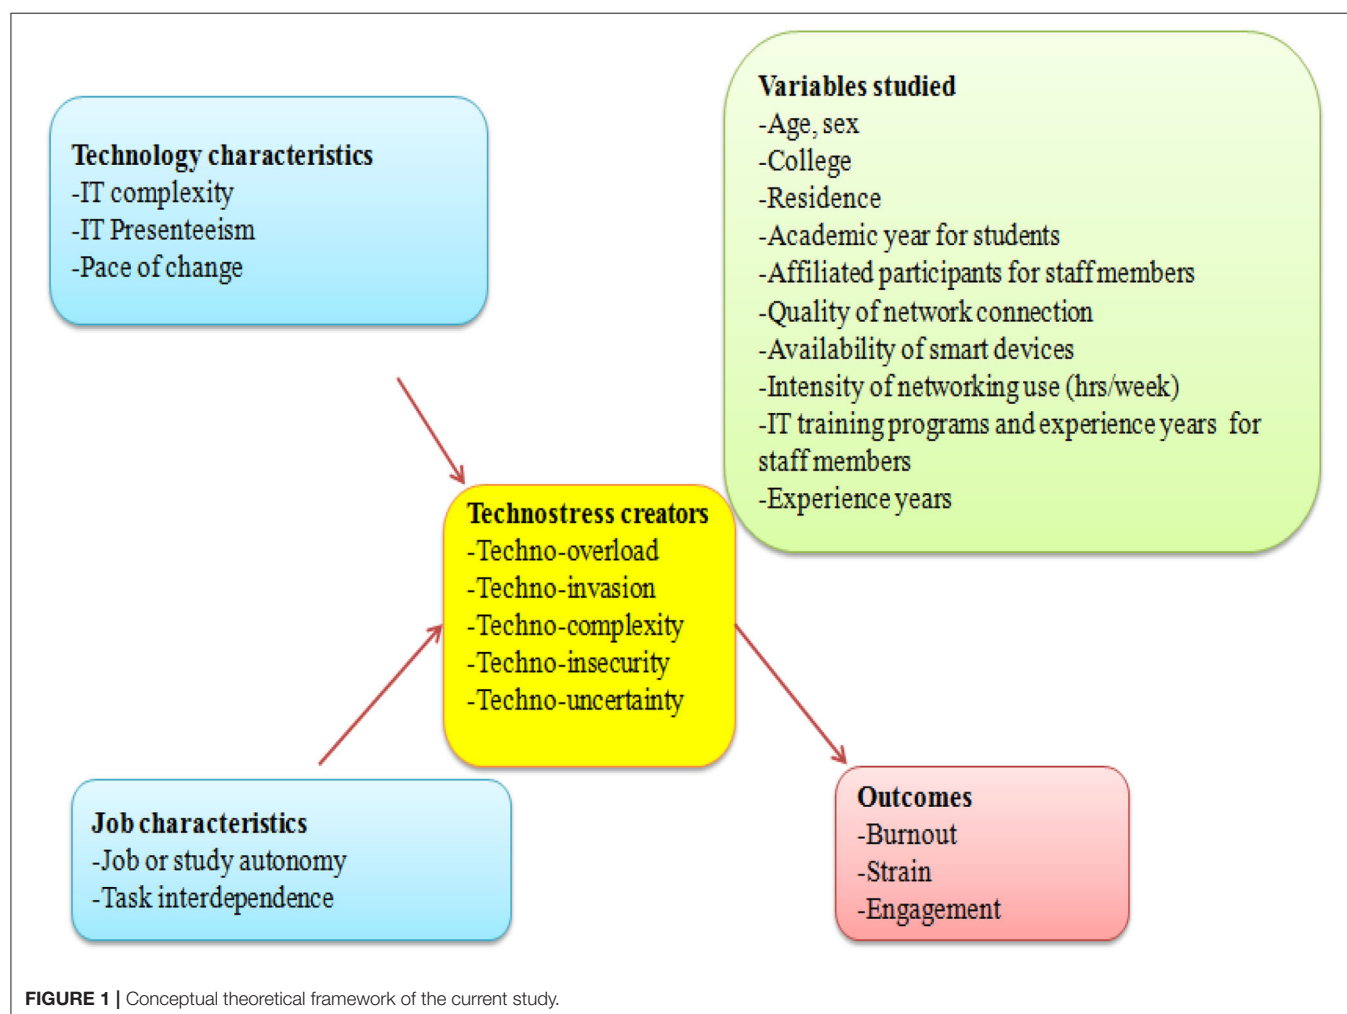 Technology characteristics
-IT complexity
-IT Presenteeism
-Pace of change
Variables studied
-Age, sex
-College
-Residence
-Academic year for students
-Affiliated participants for staff members
-Quality of network connection
-Availability of smart devices
-Intensity of networking use (hrs/week)
-IT training programs and experience years for
staff members
-Experience years
Technostress creators
-Techno-overload
-Techno-invasion
-Techno-complexity
-Techno-insecurity
-Techno-uncertainty
Job characteristics
-Job or study autonomy
-Task interdependence
Outcomes
-Burnout
-Strain
-Engagement
FIGURE 1 | Conceptual theoretical framework of the current study.